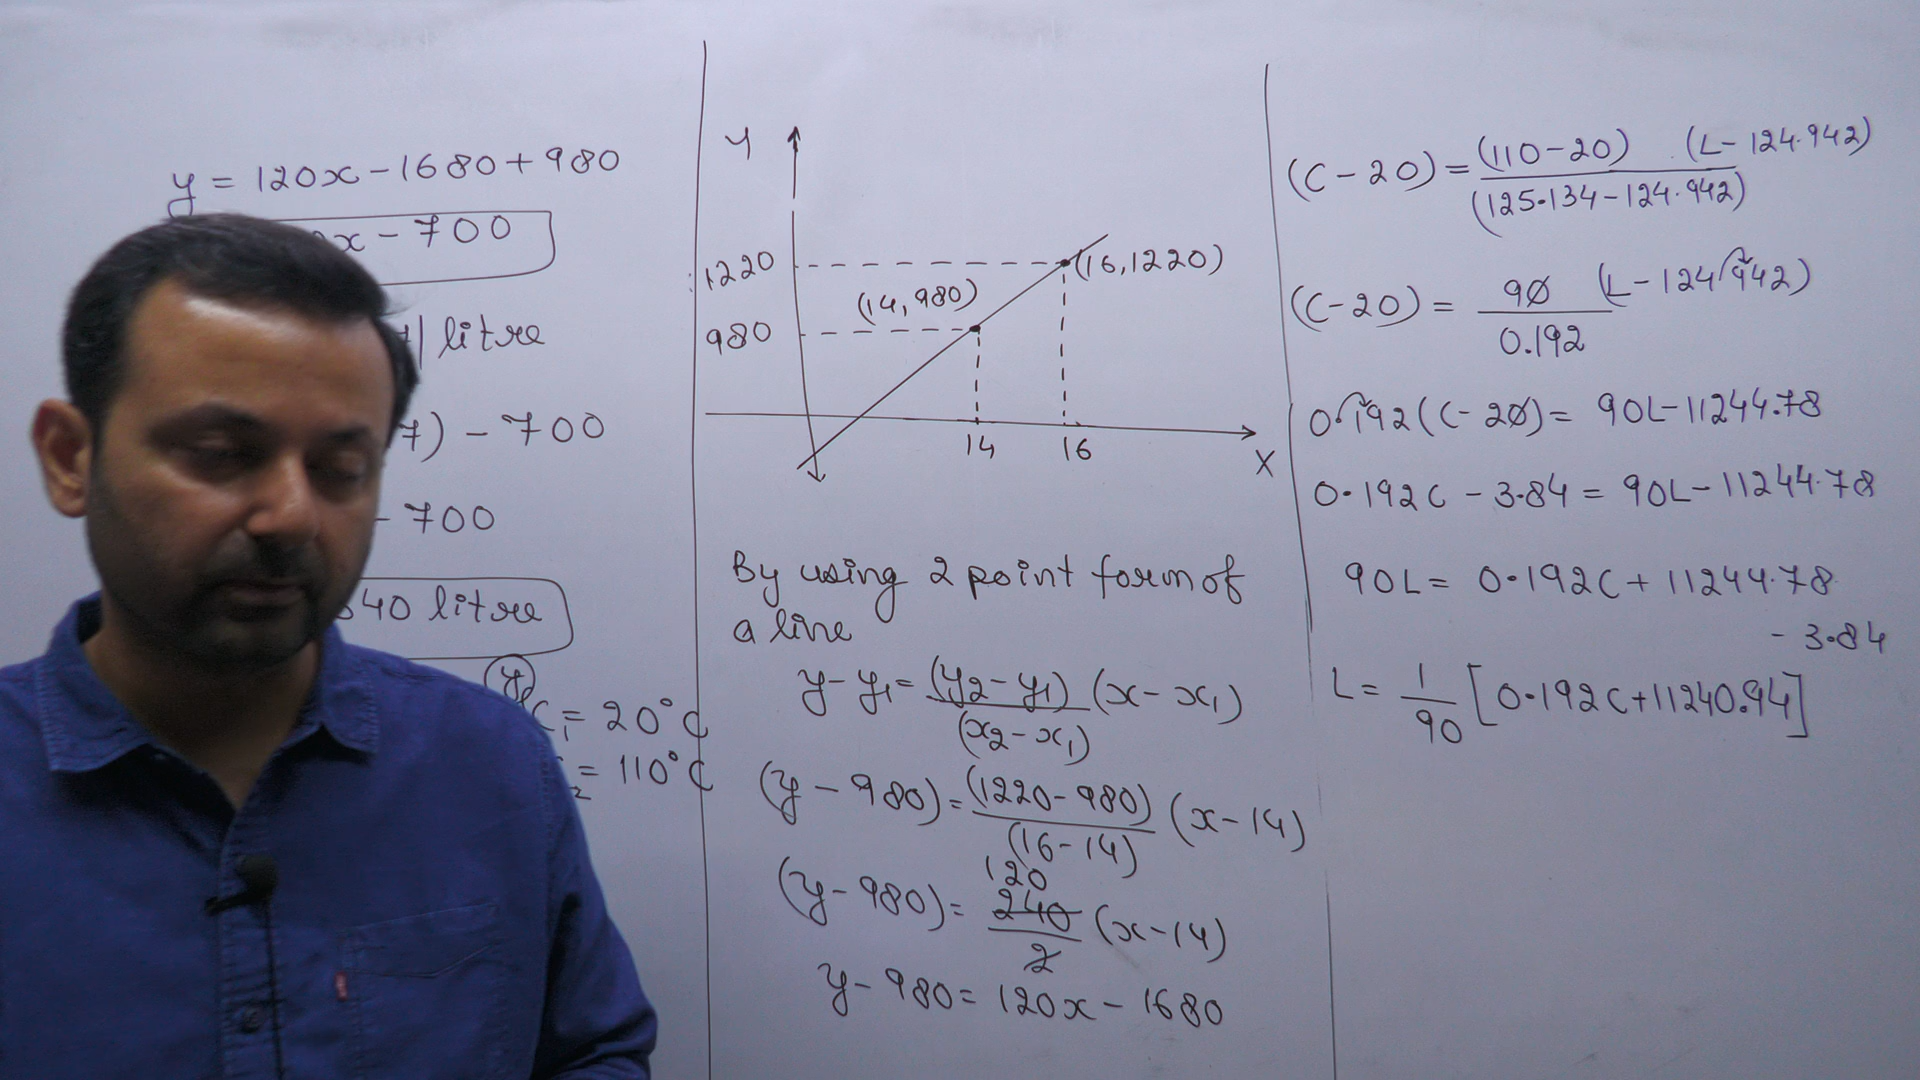 y = 120x - 1680 + 980
x - 700
litre
7) - 700
- 700
40 litre
y
C₁ = 20°C
₂ = 110°C
Y
1220
(16, 1220)
(14, 980)
980
14
16
X
By using 2 point form of
a line
y - y₁ = (y₂ - y₁)/(x₂ - x₁) (x - x₁)
(y - 980) = (1220 - 980)/(16 - 14) (x - 14)
120
(y - 980) = 240/2 (x - 14)
y - 980 = 120x - 1680
(C - 20) = (110 - 20)/(125.134 - 124.942) (L - 124.942)
(C - 20) = 90/0.192 (L - 124.942)
0.192(C - 20) = 90L - 11244.78
0.192C - 3.84 = 90L - 11244.78
90L = 0.192C + 11244.78
- 3.84
L = 1/90 [0.192C + 11240.94]